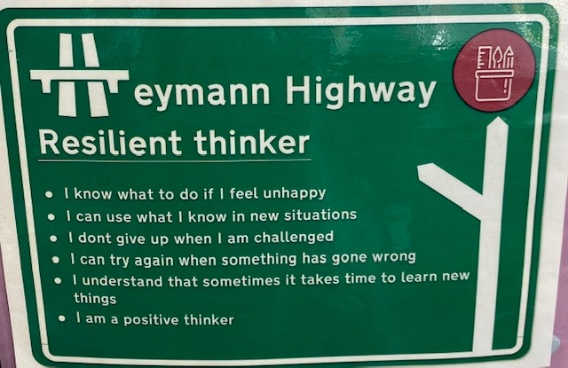 Heymann Highway
Resilient thinker
• I know what to do if I feel unhappy
• I can use what I know in new situations
• I dont give up when I am challenged
• I can try again when something has gone wrong
• I understand that sometimes it takes time to learn new
things
• I am a positive thinker